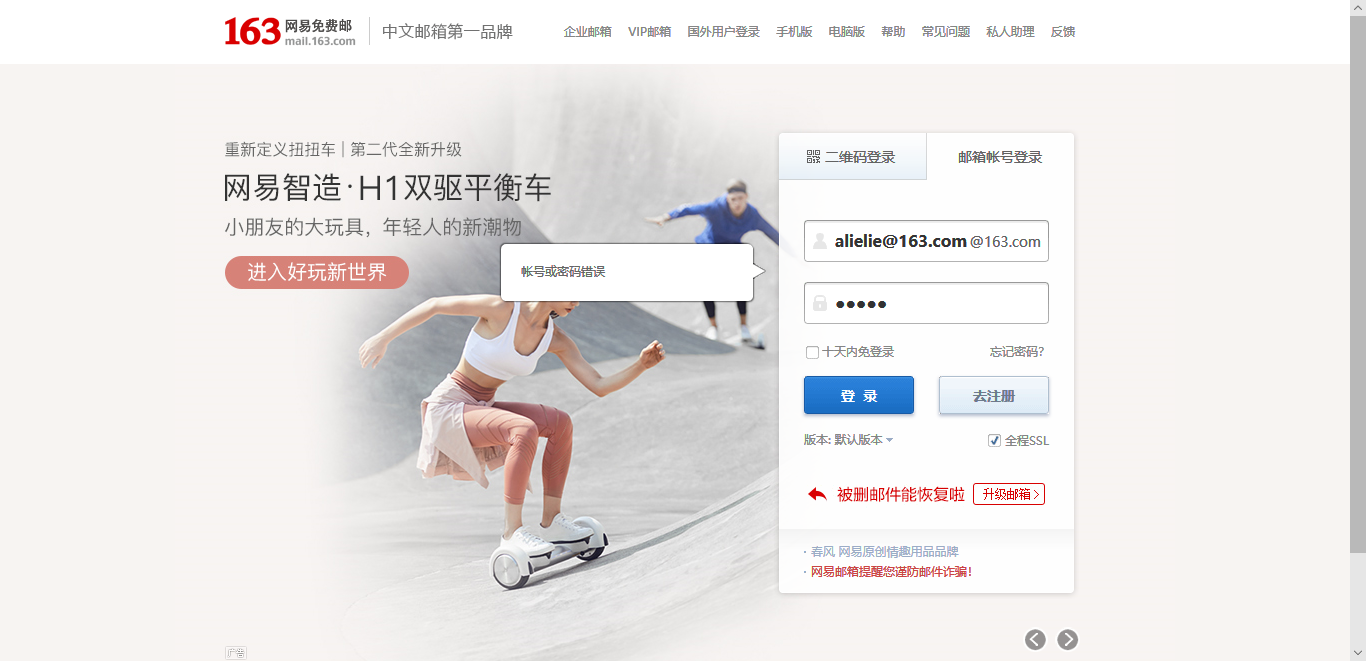 163 网易免费邮
mail.163.com
中文邮箱第一品牌
企业邮箱 VIP邮箱 国外用户登录 手机版 电脑版 帮助 常见问题 私人助理 反馈
重新定义扭扭车 | 第二代全新升级
网易智造·H1双驱平衡车
小朋友的大玩具，年轻人的新潮物
进入好玩新世界
帐号或密码错误
二维码登录
邮箱帐号登录
alielie@163.com @163.com
十天内免登录 忘记密码?
登 录 去注册
版本: 默认版本 全程SSL
被删邮件能恢复啦 升级邮箱
· 春风 网易原创情趣用品品牌
· 网易邮箱提醒您谨防邮件诈骗!
广告